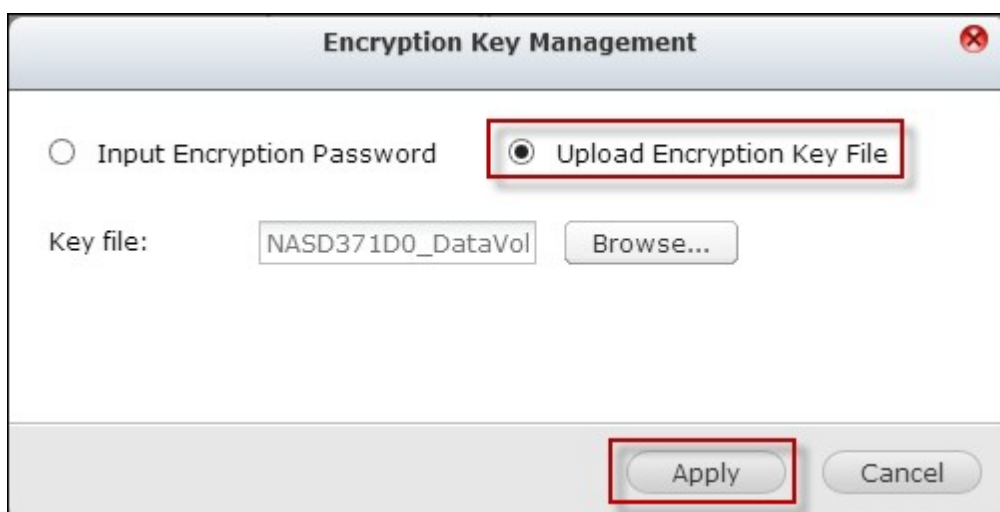 Encryption Key Management
Input Encryption Password Upload Encryption Key File
Key file: NASD371D0_DataVol Browse...
Apply Cancel